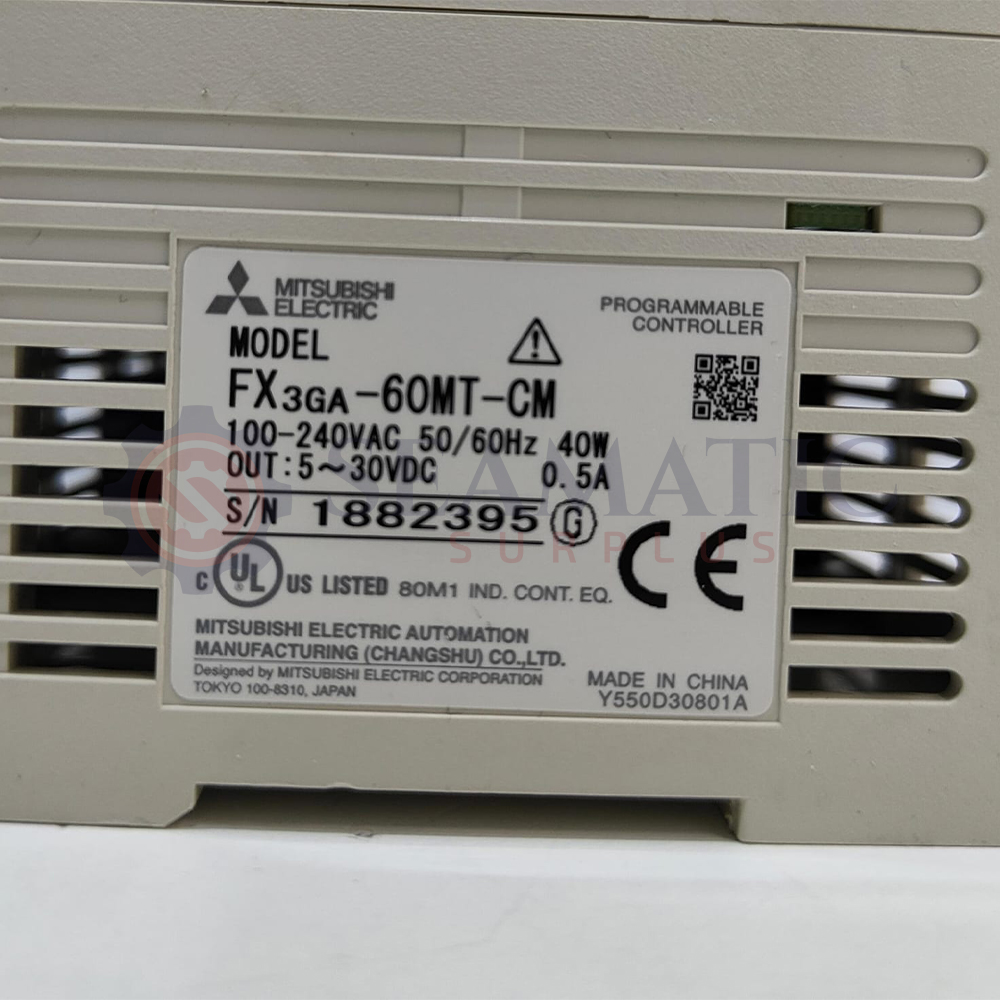 MITSUBISHI
ELECTRIC
PROGRAMMABLE
CONTROLLER
MODEL
FX3GA-60MT-CM
100-240VAC 50/60Hz 40W
OUT:5~30VDC 0.5A
S/N 1882395 G
SEAMATIC
SURPLUS
CE
C UL US LISTED 80M1 IND. CONT. EQ.
MITSUBISHI ELECTRIC AUTOMATION
MANUFACTURING (CHANGSHU) CO.,LTD.
Designed by MITSUBISHI ELECTRIC CORPORATION
TOKYO 100-8310, JAPAN
MADE IN CHINA
Y550D30801A